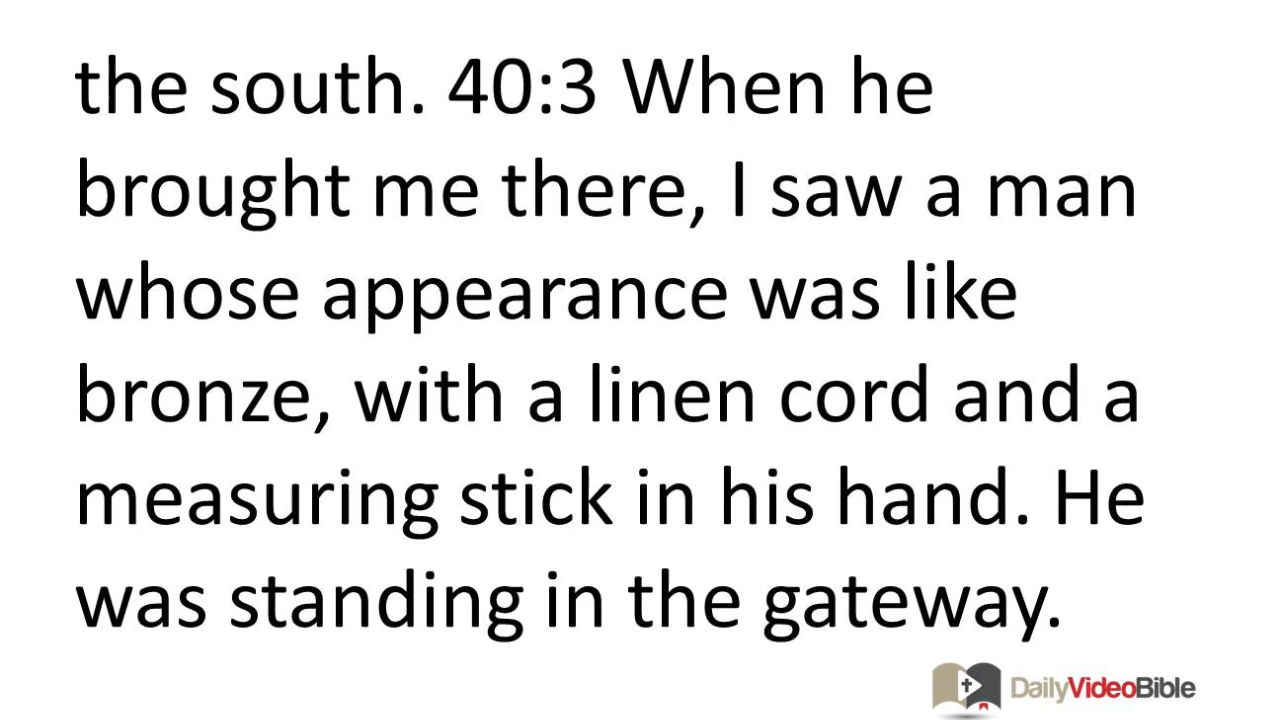 the south. 40:3 When he
brought me there, I saw a man
whose appearance was like
bronze, with a linen cord and a
measuring stick in his hand. He
was standing in the gateway.
DailyVideoBible